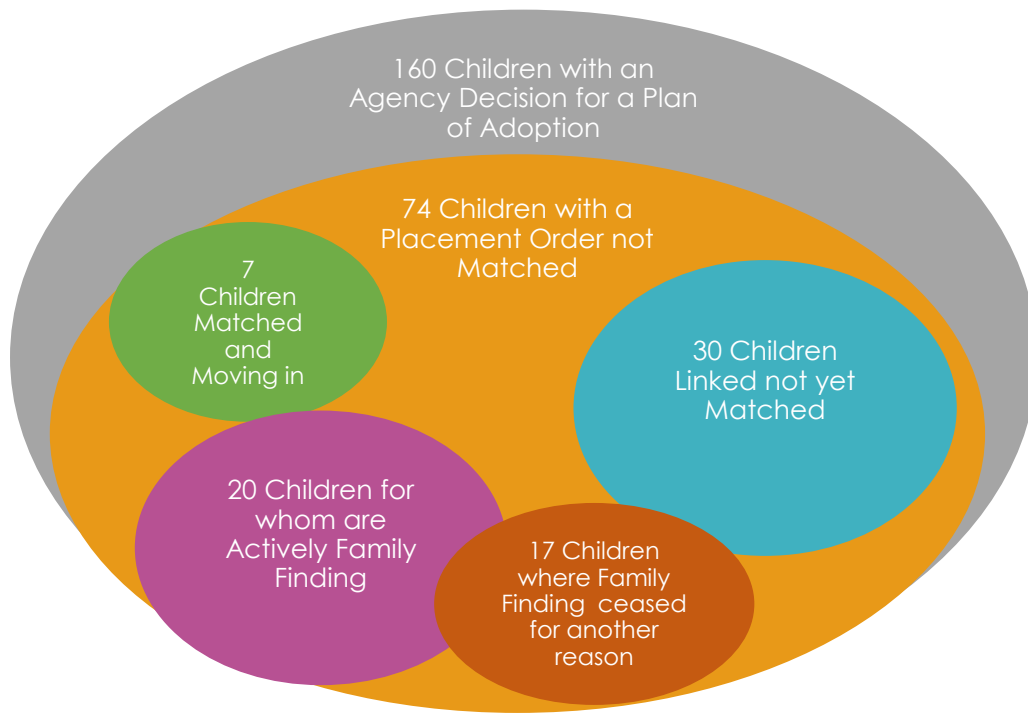 160 Children with an
Agency Decision for a Plan
of Adoption
74 Children with a
Placement Order not
Matched
7
Children
Matched
and
Moving in
30 Children
Linked not yet
Matched
20 Children for
whom are
Actively Family
Finding
17 Children
where Family
Finding ceased
for another
reason